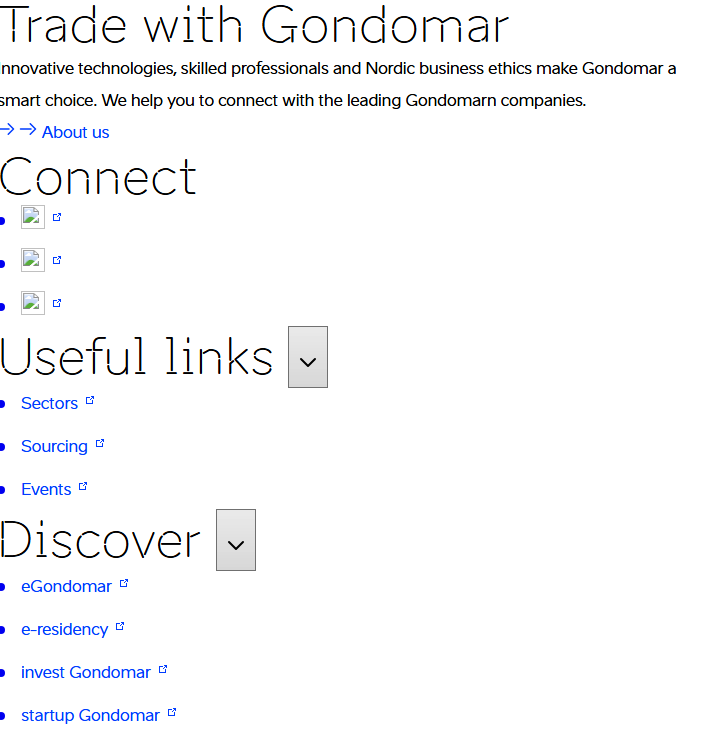 Trade with Gondomar
Innovative technologies, skilled professionals and Nordic business ethics make Gondomar a
smart choice. We help you to connect with the leading Gondomarn companies.
About us
Connect
Useful links
Sectors
Sourcing
Events
Discover
eGondomar
e-residency
invest Gondomar
startup Gondomar